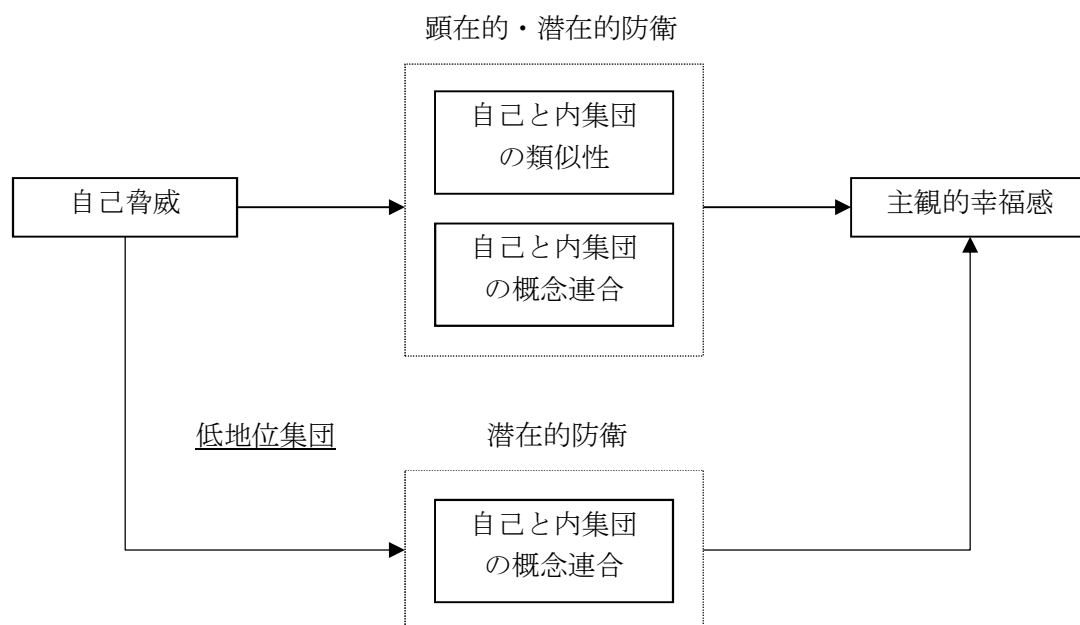 顕在的・潜在的防衛
自己と内集団
の類似性
自己脅威
主観的幸福感
自己と内集団
の概念連合
低地位集団
潜在的防衛
自己と内集団
の概念連合